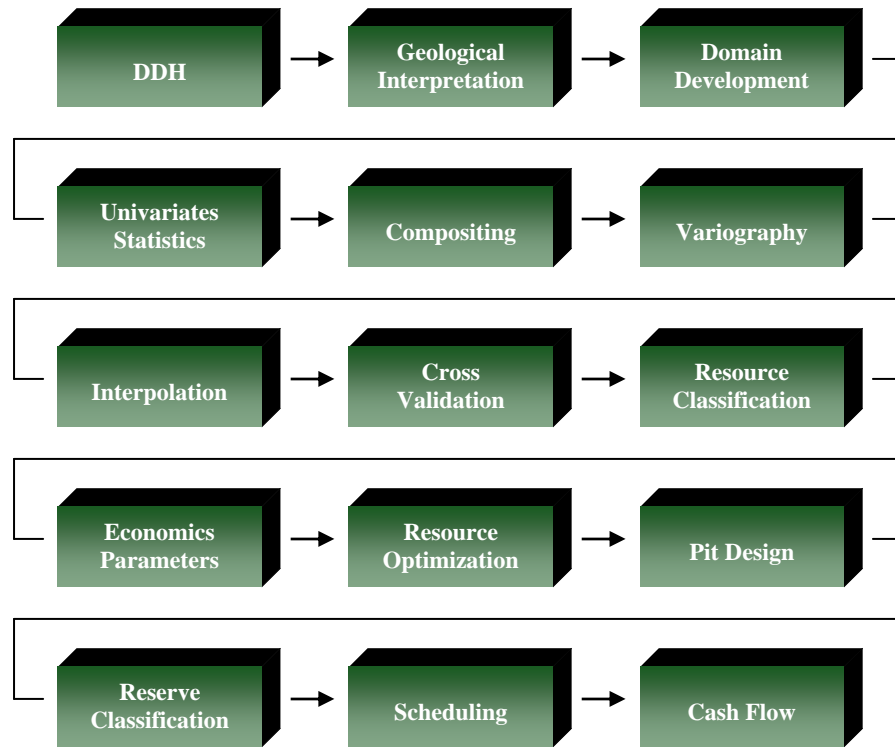 DDH
Geological
Interpretation
Domain
Development
Univariates
Statistics
Compositing
Variography
Interpolation
Cross
Validation
Resource
Classification
Economics
Parameters
Resource
Optimization
Pit Design
Reserve
Classification
Scheduling
Cash Flow